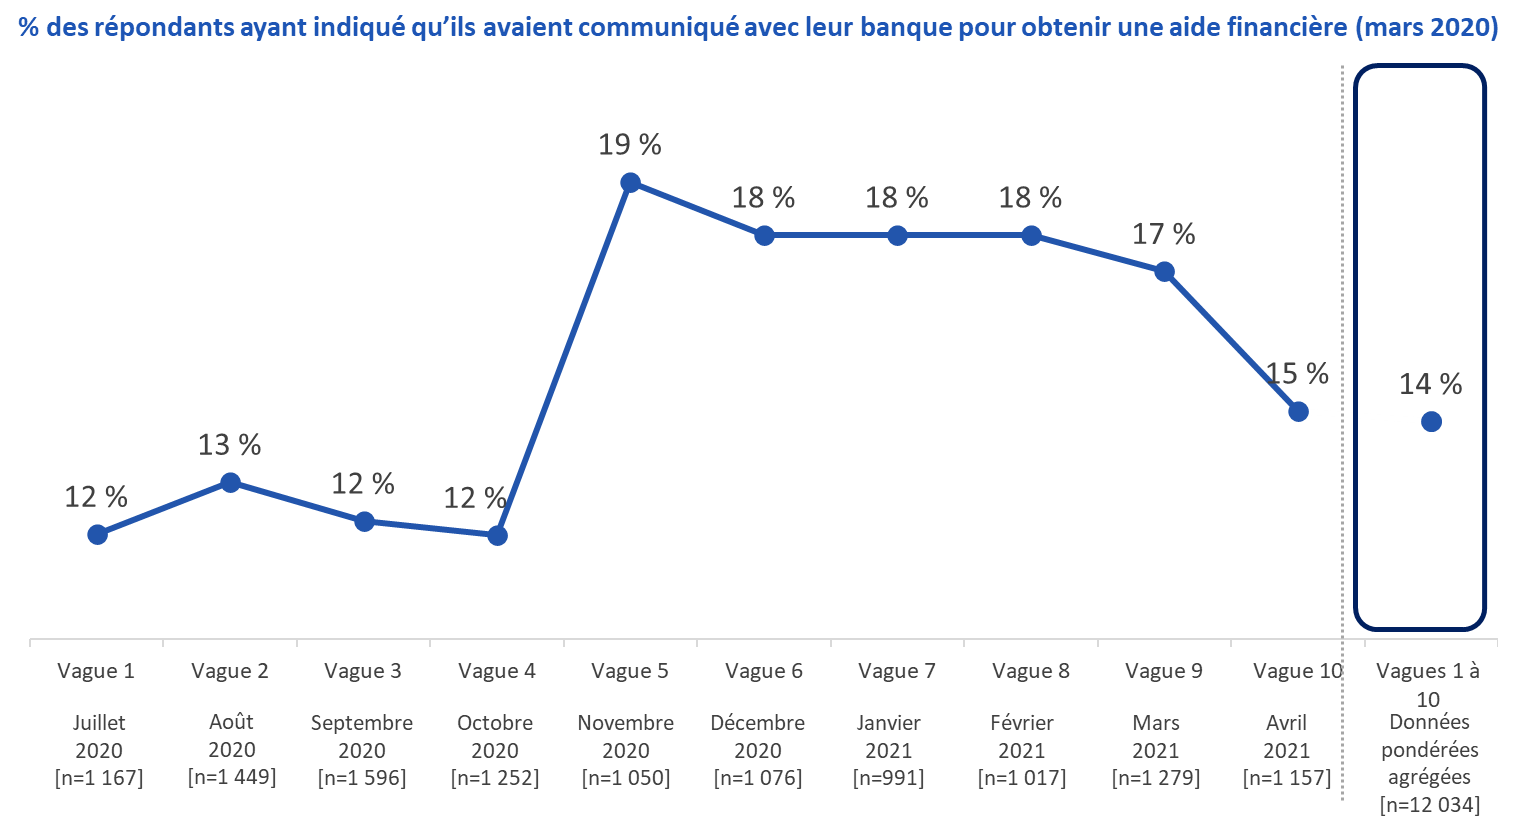 % des répondants ayant indiqué qu’ils avaient communiqué avec leur banque pour obtenir une aide financière (mars 2020)
19 %
18 %
18 %
18 %
17 %
15 %
14 %
13 %
12 %
12 %
12 %
Vague 1
Juillet
2020
[n=1 167]
Vague 2
Août
2020
[n=1 449]
Vague 3
Septembre
2020
[n=1 596]
Vague 4
Octobre
2020
[n=1 252]
Vague 5
Novembre
2020
[n=1 050]
Vague 6
Décembre
2020
[n=1 076]
Vague 7
Janvier
2021
(n=991]
Vague 8
Février
2021
[n=1 017]
Vague 9
Mars
2021
[n=1 279]
Vague 10
Avril
2021
[n=1 157]
Vagues 1 à
10
Données
pondérées
agrégées
[n=12 034]